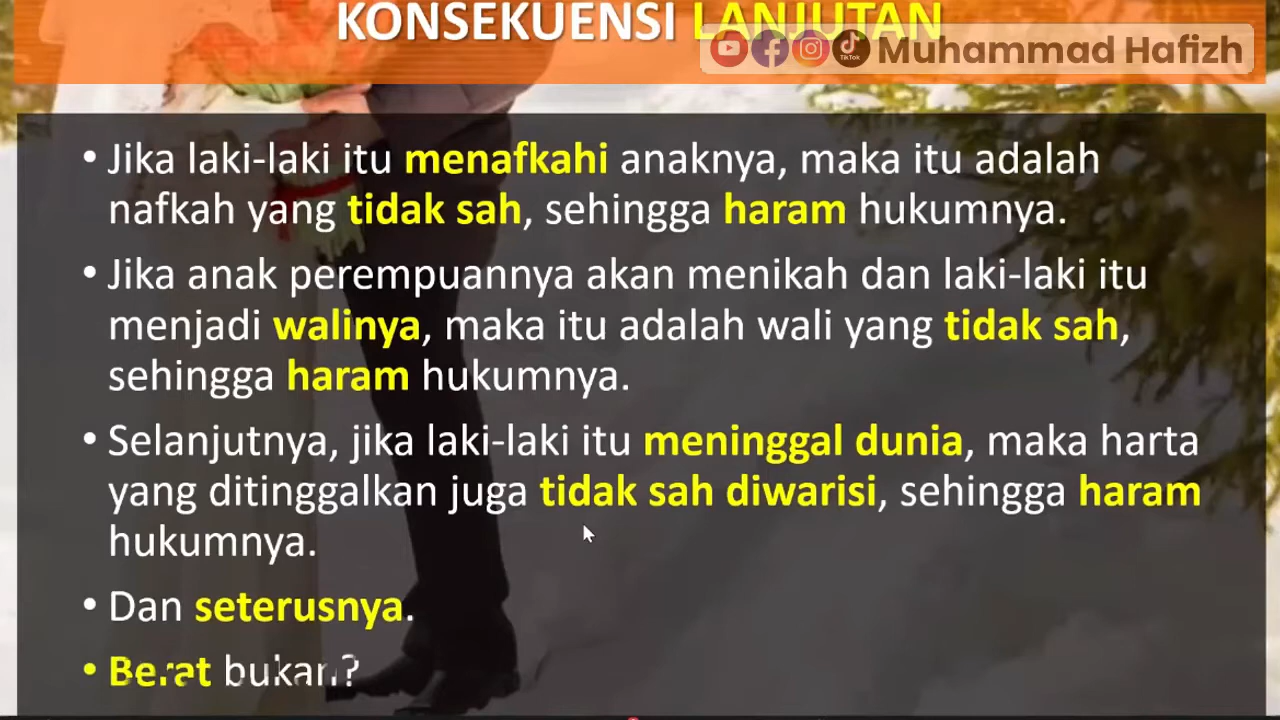 KONSEKUENSI LANJUTAN
TikTok
Muhammad Hafizh
• Jika laki-laki itu menafkahi anaknya, maka itu adalah
nafkah yang tidak sah, sehingga haram hukumnya.
• Jika anak perempuannya akan menikah dan laki-laki itu
menjadi walinya, maka itu adalah wali yang tidak sah,
sehingga haram hukumnya.
• Selanjutnya, jika laki-laki itu meninggal dunia, maka harta
yang ditinggalkan juga tidak sah diwarisi, sehingga haram
hukumnya.
• Dan seterusnya.
• Berat bukan?